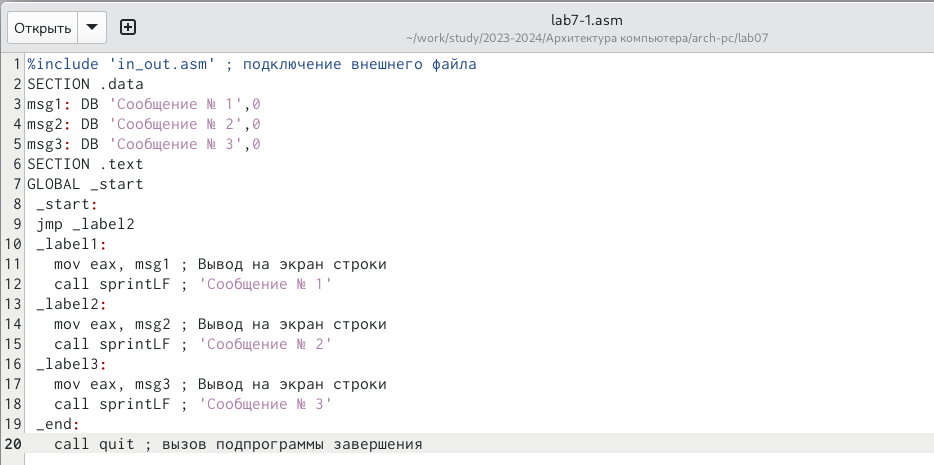 Открыть
lab7-1.asm
~/work/study/2023-2024/Архитектура компьютера/arch-pc/lab07
1 %include 'in_out.asm' ; подключение внешнего файла
2 SECTION .data
3 msg1: DB 'Сообщение № 1',0
4 msg2: DB 'Сообщение № 2',0
5 msg3: DB 'Сообщение № 3',0
6 SECTION .text
7 GLOBAL _start
8 _start:
9 jmp _label2
10 _label1:
11 mov eax, msg1 ; Вывод на экран строки
12 call sprintLF ; 'Сообщение № 1'
13 _label2:
14 mov eax, msg2 ; Вывод на экран строки
15 call sprintLF ; 'Сообщение № 2'
16 _label3:
17 mov eax, msg3 ; Вывод на экран строки
18 call sprintLF ; 'Сообщение № 3'
19 _end:
20 call quit ; вызов подпрограммы завершения